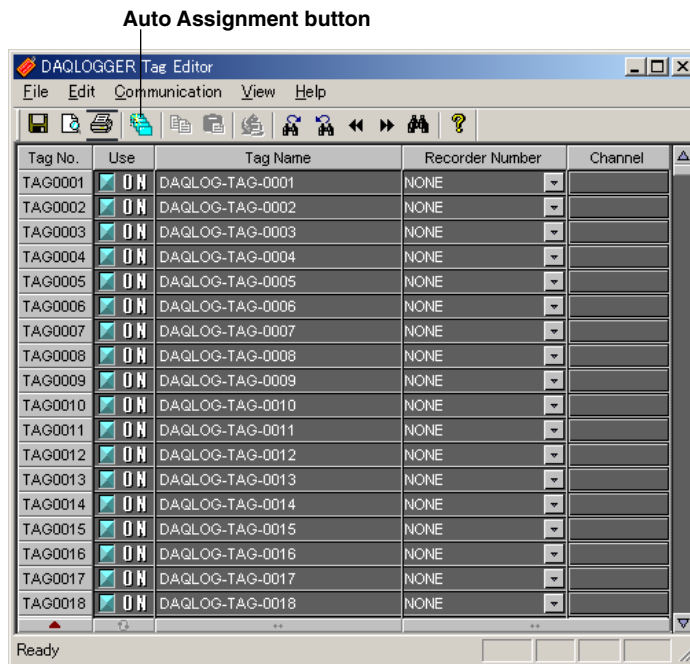 Auto Assignment button
DAQLOGGER Tag Editor
File Edit Communication View Help
Tag No. Use Tag Name Recorder Number Channel
TAG0001 ON DAQLOG-TAG-0001 NONE
TAG0002 ON DAQLOG-TAG-0002 NONE
TAG0003 ON DAQLOG-TAG-0003 NONE
TAG0004 ON DAQLOG-TAG-0004 NONE
TAG0005 ON DAQLOG-TAG-0005 NONE
TAG0006 ON DAQLOG-TAG-0006 NONE
TAG0007 ON DAQLOG-TAG-0007 NONE
TAG0008 ON DAQLOG-TAG-0008 NONE
TAG0009 ON DAQLOG-TAG-0009 NONE
TAG0010 ON DAQLOG-TAG-0010 NONE
TAG0011 ON DAQLOG-TAG-0011 NONE
TAG0012 ON DAQLOG-TAG-0012 NONE
TAG0013 ON DAQLOG-TAG-0013 NONE
TAG0014 ON DAQLOG-TAG-0014 NONE
TAG0015 ON DAQLOG-TAG-0015 NONE
TAG0016 ON DAQLOG-TAG-0016 NONE
TAG0017 ON DAQLOG-TAG-0017 NONE
TAG0018 ON DAQLOG-TAG-0018 NONE
Ready